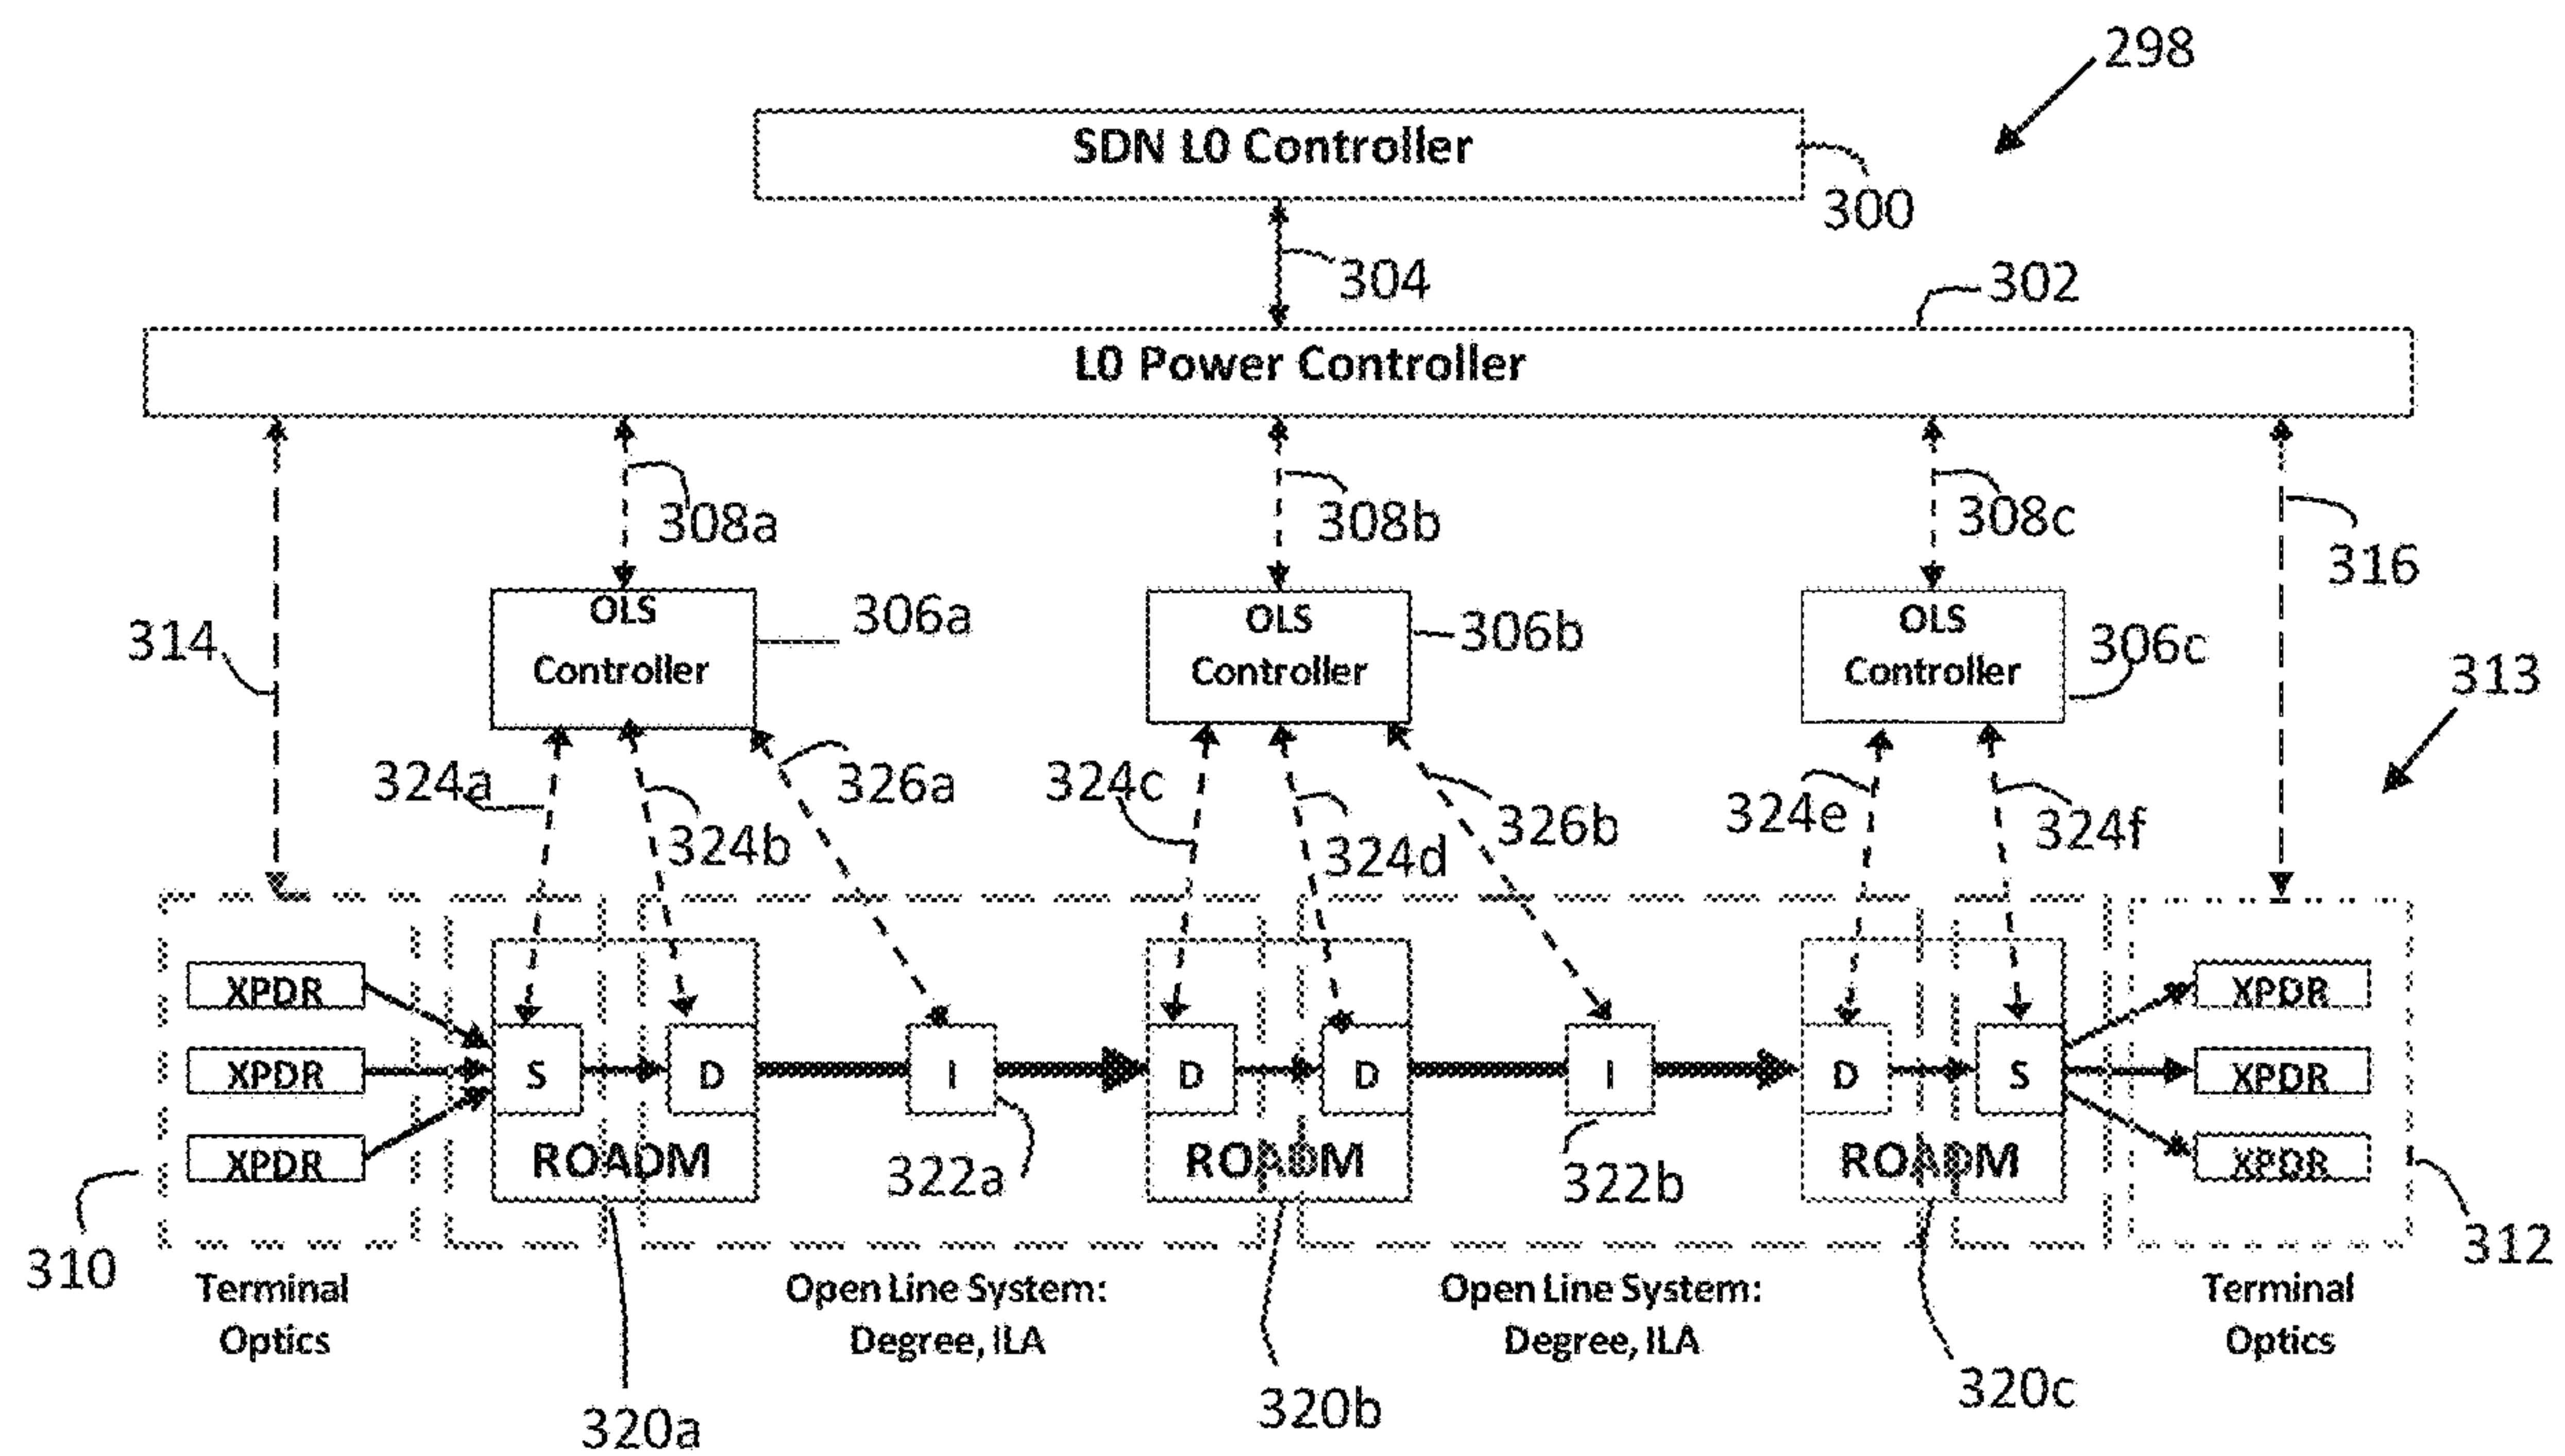 298
SDN L0 Controller
300
304
302
L0 Power Controller
308a
308b
308c
316
314
OLS
Controller
306a
OLS
Controller
306b
OLS
Controller
306c
313
324a
324b
326a
324c
324d
326b
324e
324f
XPDR
XPDR
XPDR
S
D
ROADM
I
322a
D
D
ROADM
I
322b
D
S
ROADM
XPDR
XPDR
XPDR
310
312
Terminal
Optics
Open Line System:
Degree, ILA
Open Line System:
Degree, ILA
Terminal
Optics
320a
320b
320c